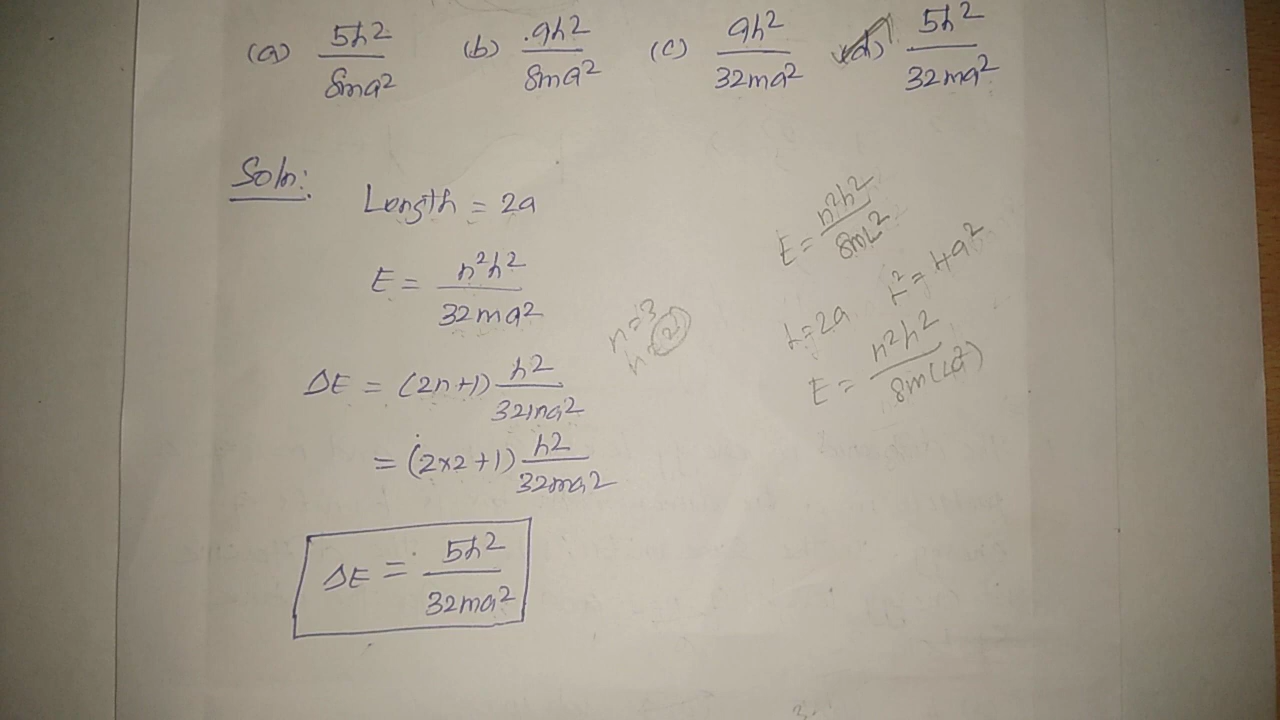 (a) 5h²/8ma² (b) .9h²/8ma² (c) 9h²/32ma² (d) 5h²/32ma²
Soln:
Length = 2a
E = n²h²/32ma²
ΔE = (2n+1) h²/32ma²
= (2×2+1) h²/32ma²
ΔE = 5h²/32ma²
n=3
n=2
E = n²h²/8mL²
L=2a L²=4a²
E = n²h²/8m(4a²)